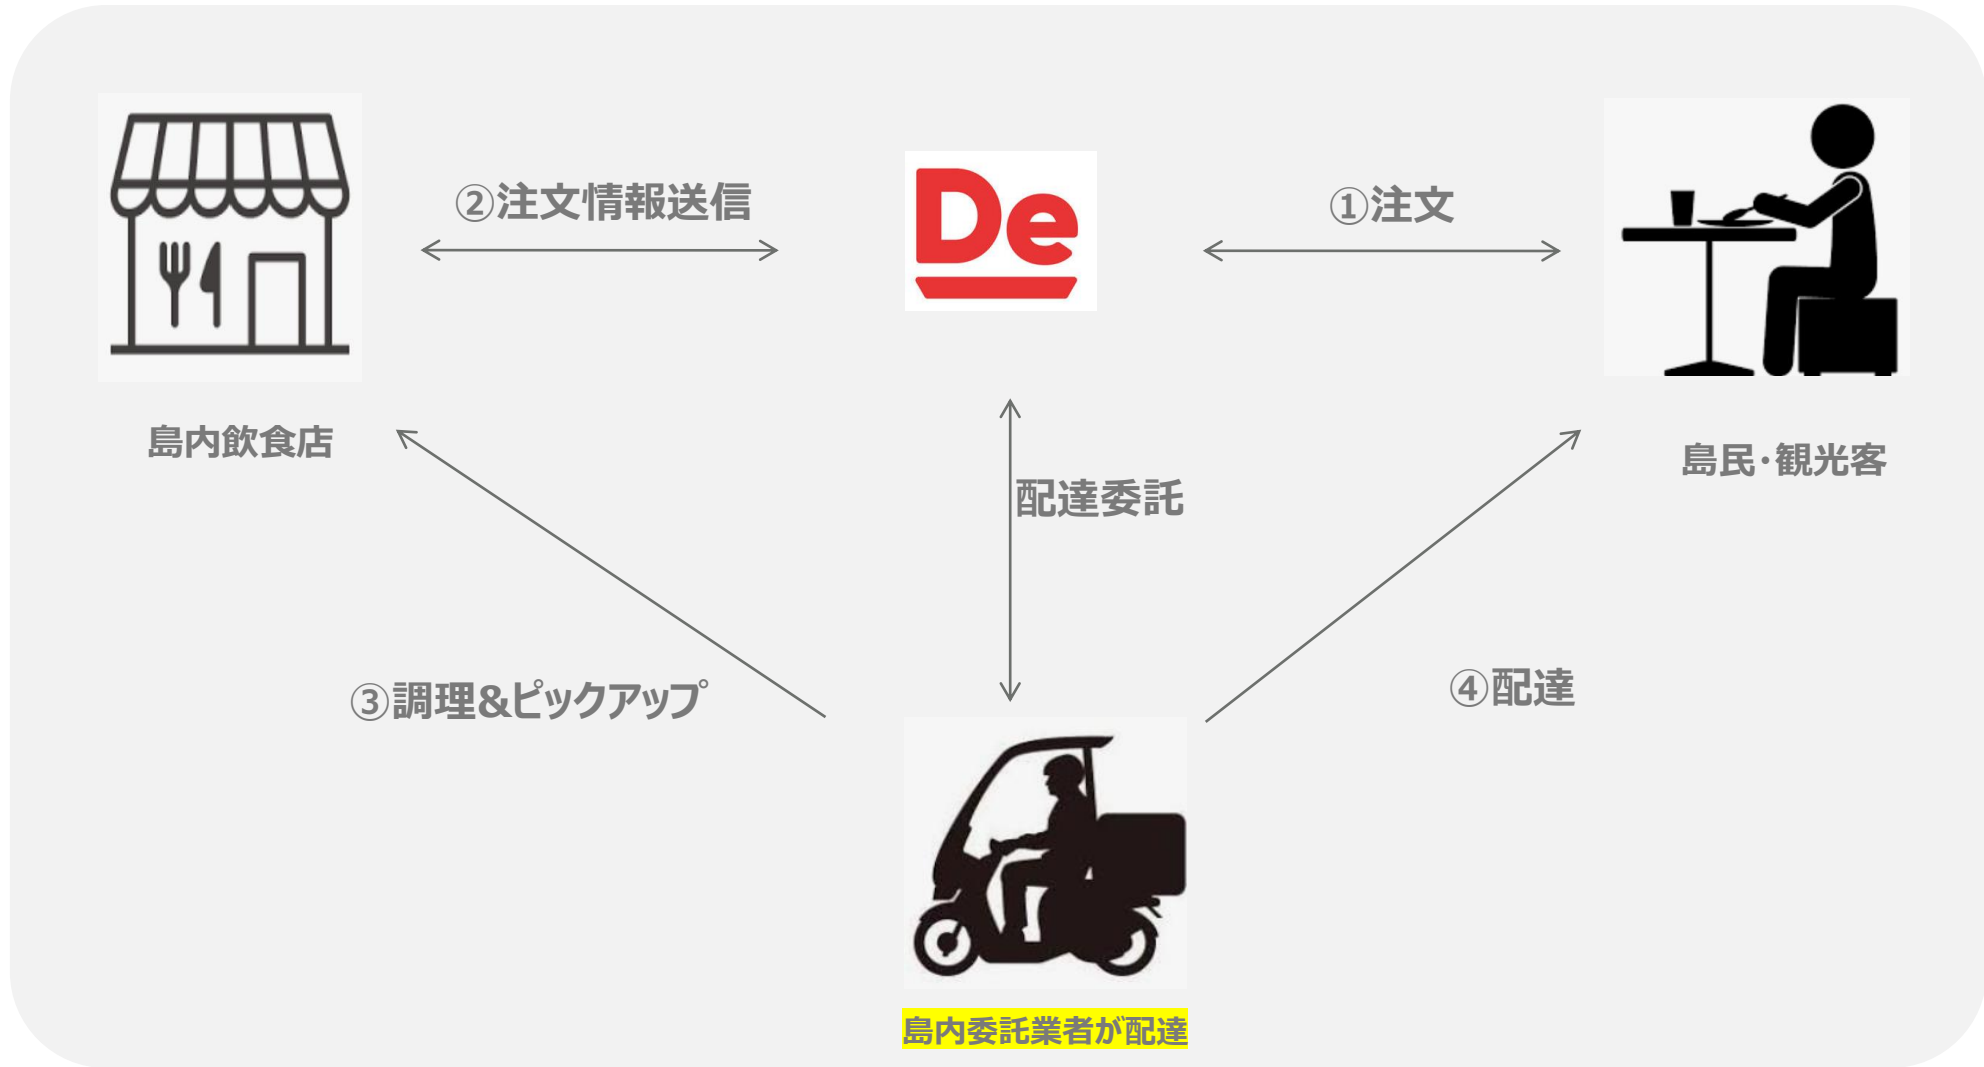 ②注文情報送信
De
①注文
島内飲食店
島民・観光客
配達委託
③調理&ピックアップ
④配達
島内委託業者が配達